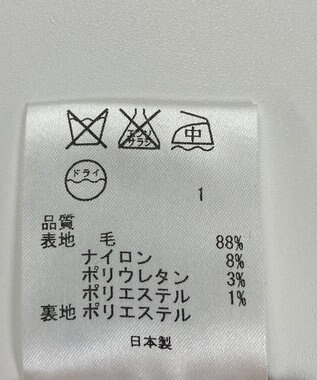 エンソ
サラシ
中
ドライ
1
品質
表地 毛 88%
ナイロン 8%
ポリウレタン 3%
ポリエステル 1%
裏地 ポリエステル
日本製